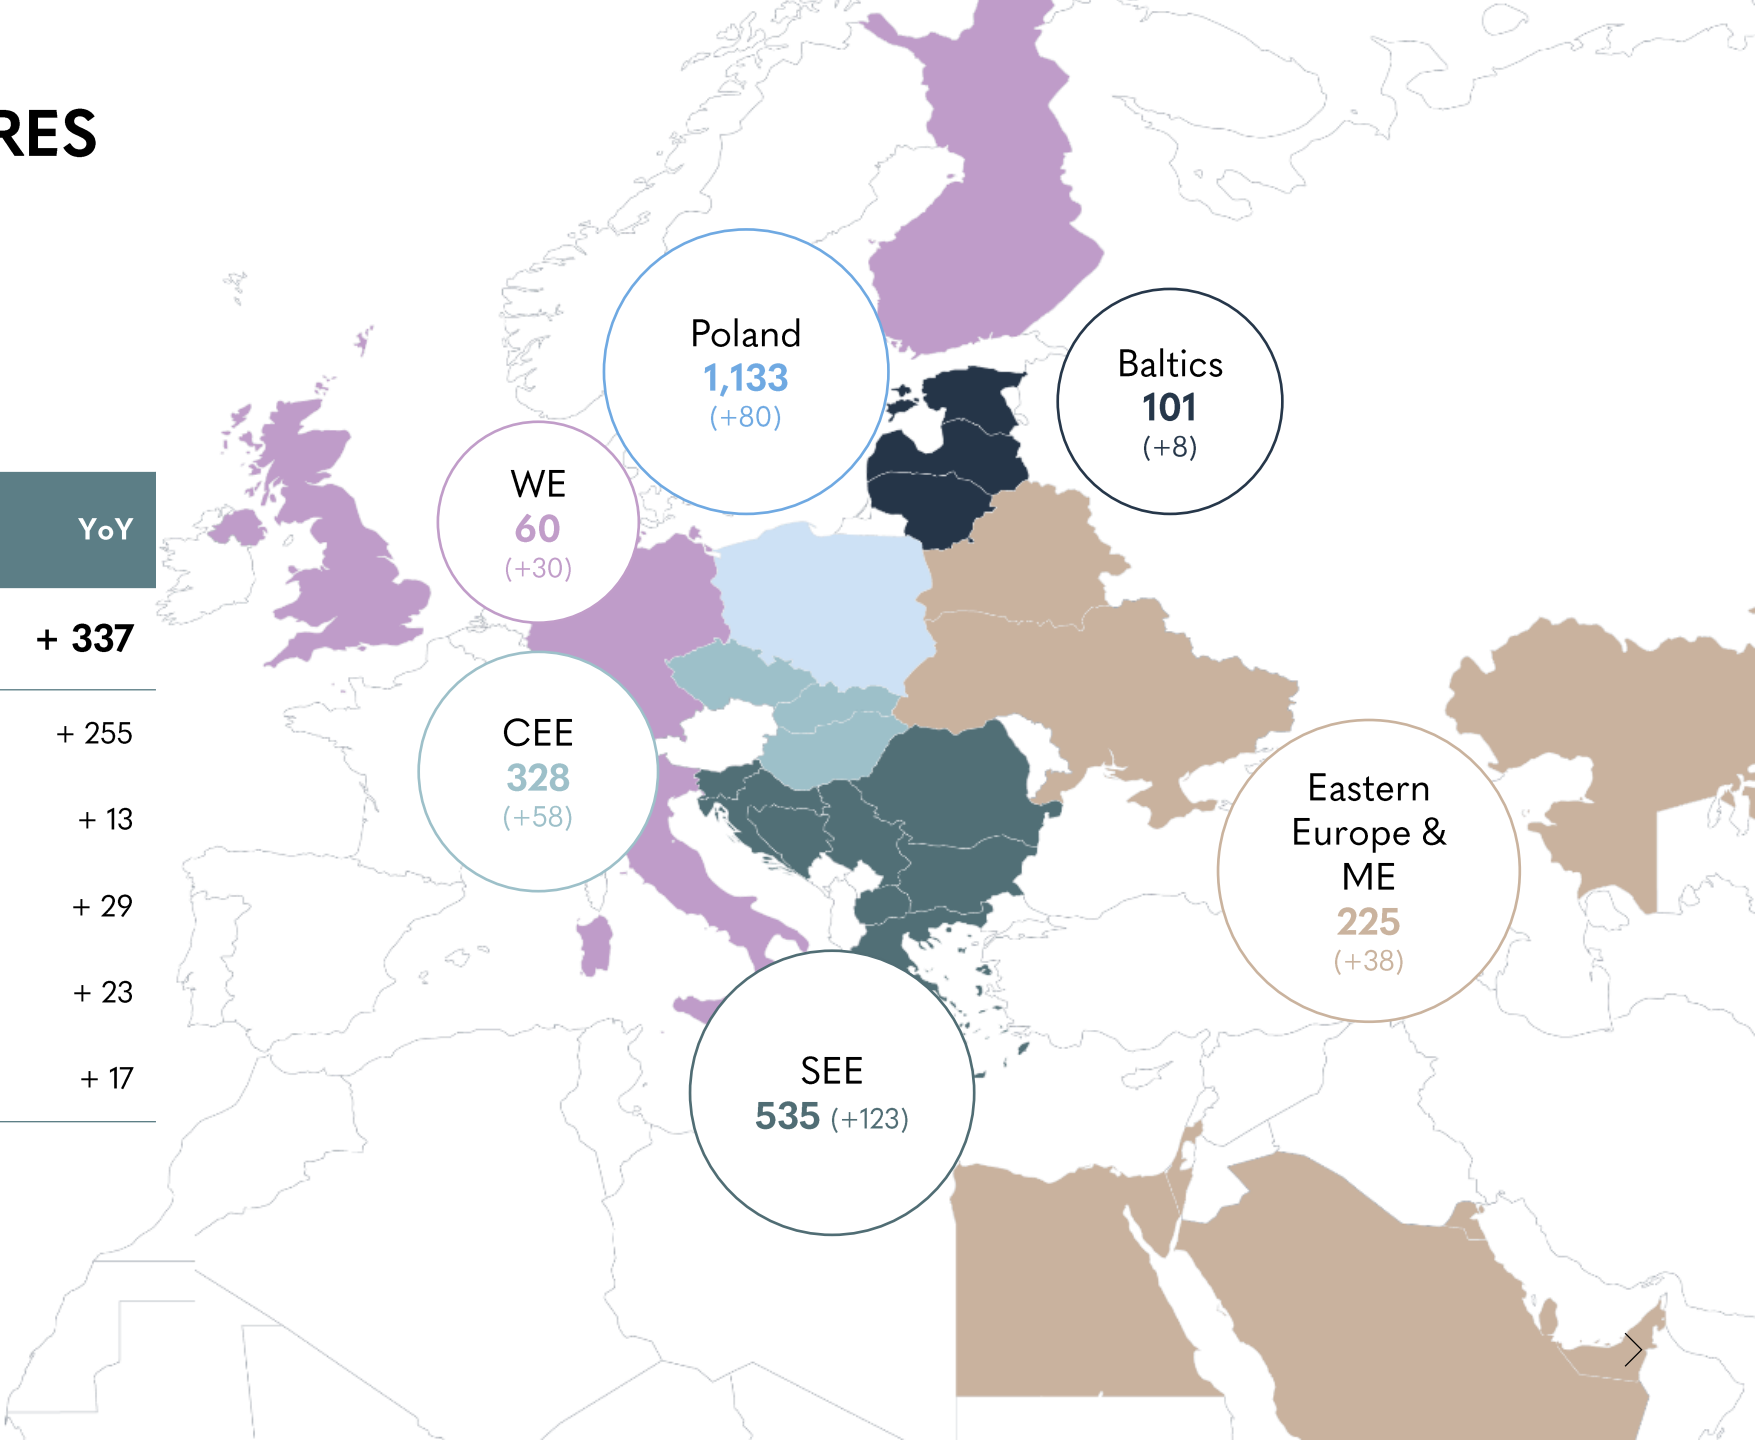 RES
YoY
+ 337
+ 255
+ 13
+ 29
+ 23
+ 17
Poland
1,133
(+80)
Baltics
101
(+8)
WE
60
(+30)
CEE
328
(+58)
Eastern
Europe &
ME
225
(+38)
SEE
535 (+123)